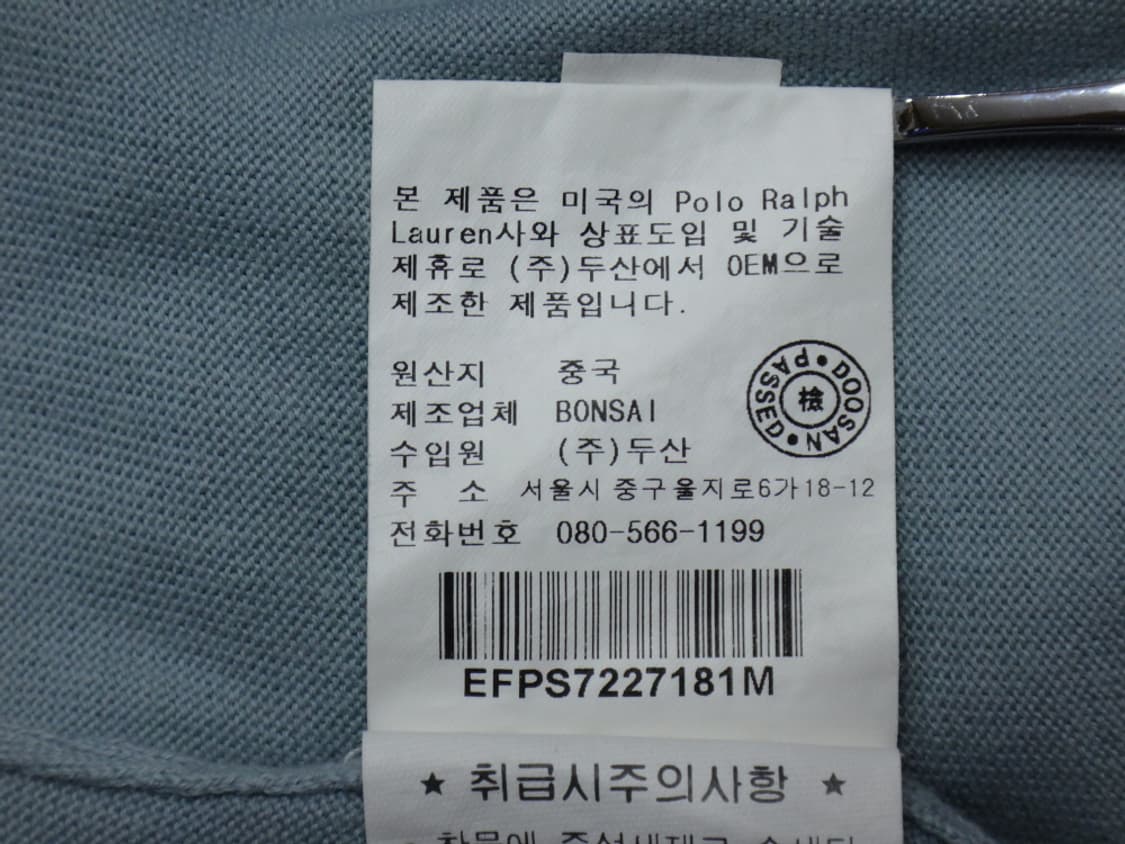 본 제품은 미국의 Polo Ralph
Lauren사와 상표도입 및 기술
제휴로 (주)두산에서 OEM으로
제조한 제품입니다.
원산지 중국
제조업체 BONSAI
수입원 (주)두산
주 소 서울시 중구 을지로6가18-12
전화번호 080-566-1199
DOOSAN PASSED
檢
EFPS7227181M
★ 취급시주의사항 ★